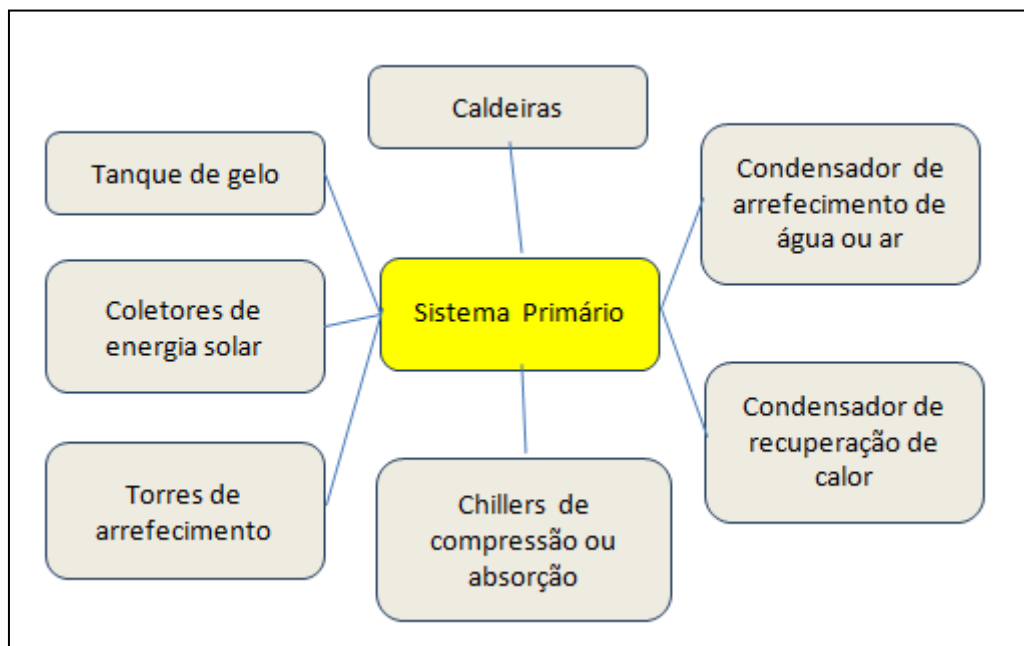 Caldeiras
Tanque de gelo
Condensador de
arrefecimento de
água ou ar
Coletores de
energia solar
Sistema Primário
Condensador de
recuperação de
calor
Torres de
arrefecimento
Chillers de
compressão ou
absorção